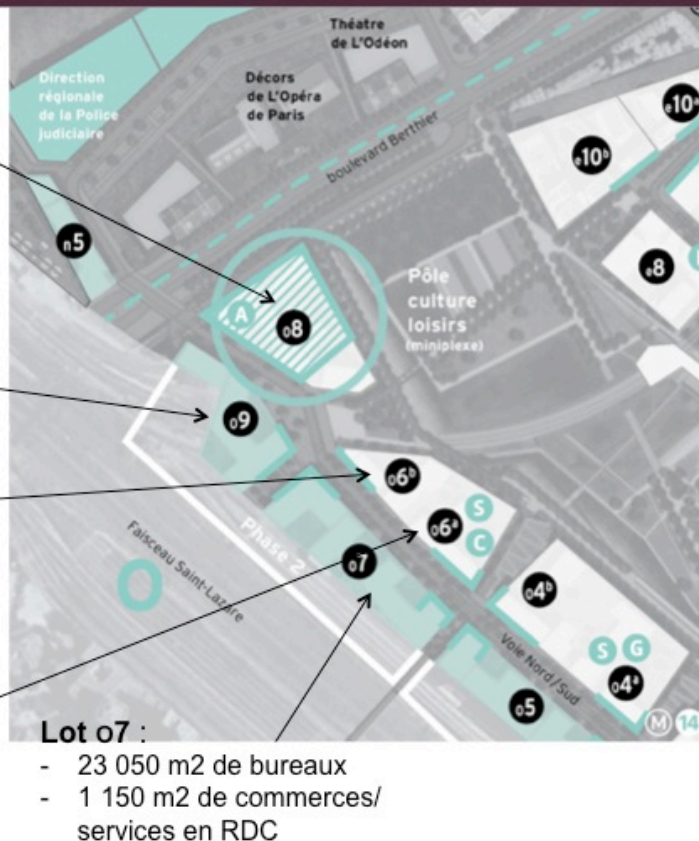 Théatre
de L'Odéon
Direction
régionale
de la Police
judiciaire
Décors
de L'Opéra
de Paris
boulevard Berthier
e10ª
e10ᵇ
n5
e8
Pôle
culture
loisirs
(miniplexe)
A
o8
o9
o6ᵇ
S
o6ª
C
Phase 2
o7
Faisceau Saint-Lazare
O
o4ᵇ
S G
o4ª
Voie Nord/Sud
o5
M 14
Lot o7 :
- 23 050 m2 de bureaux
- 1 150 m2 de commerces/
services en RDC